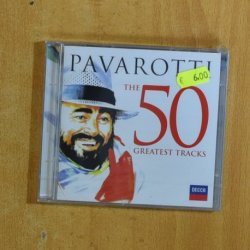 PAVAROTTI
€ 6.00
THE
50
GREATEST TRACKS
DECCA